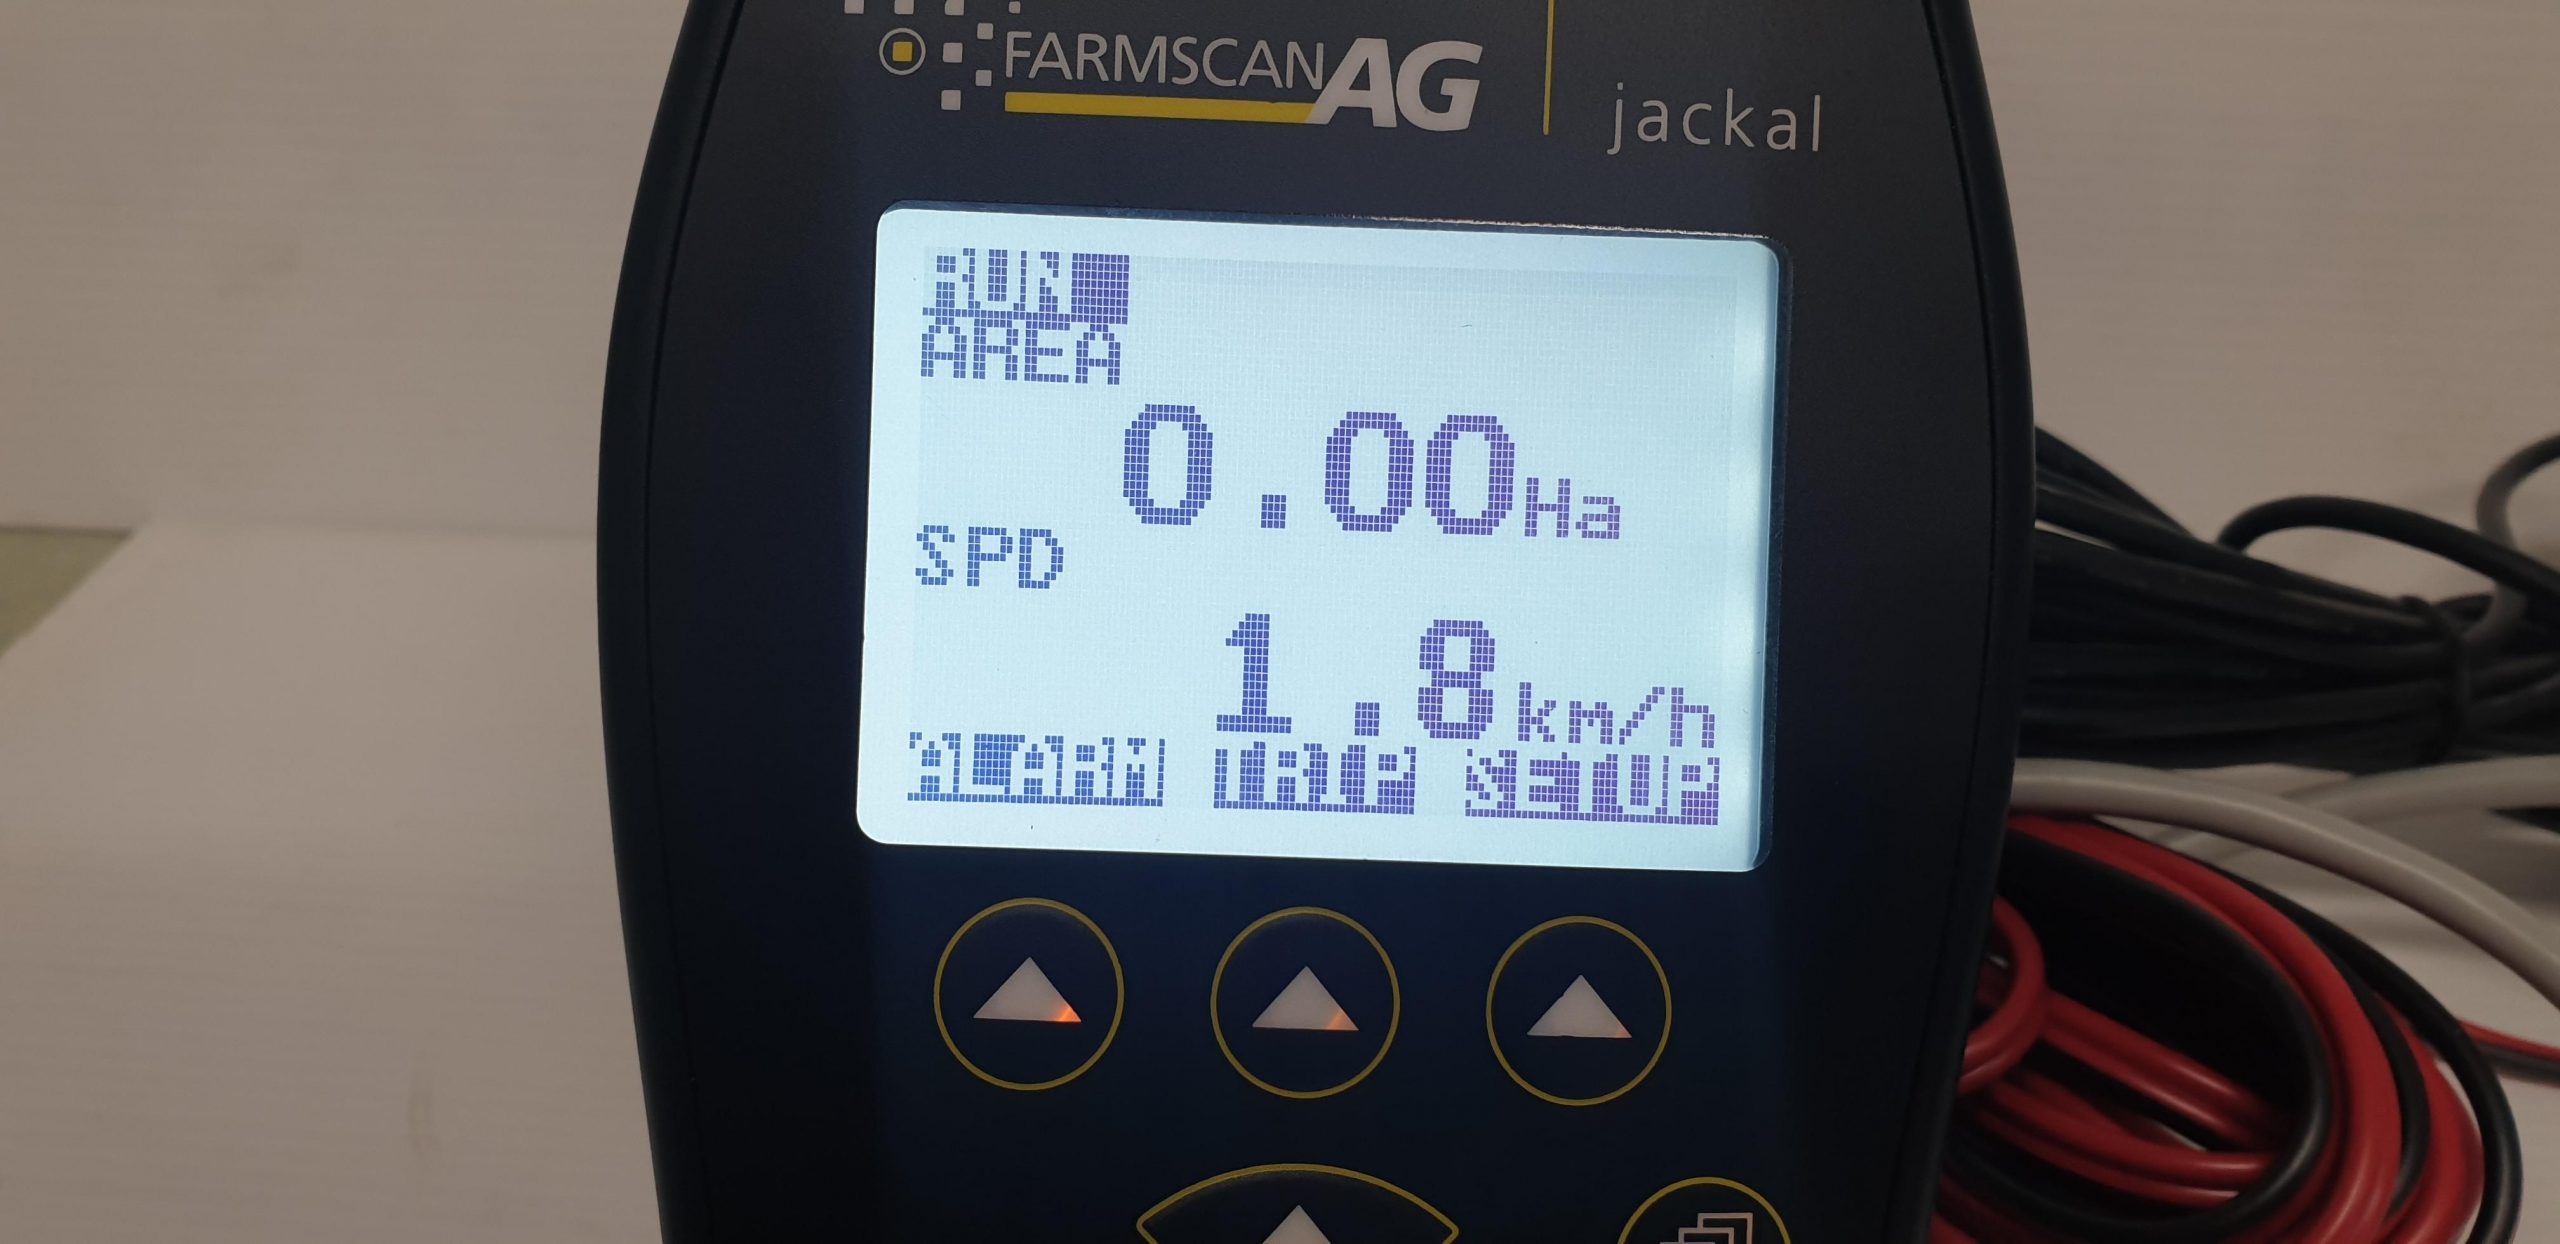 FARMSCANAG
jackal
RUN
AREA
0.00Ha
SPD
1.8km/h
ALARM TRIP SETUP